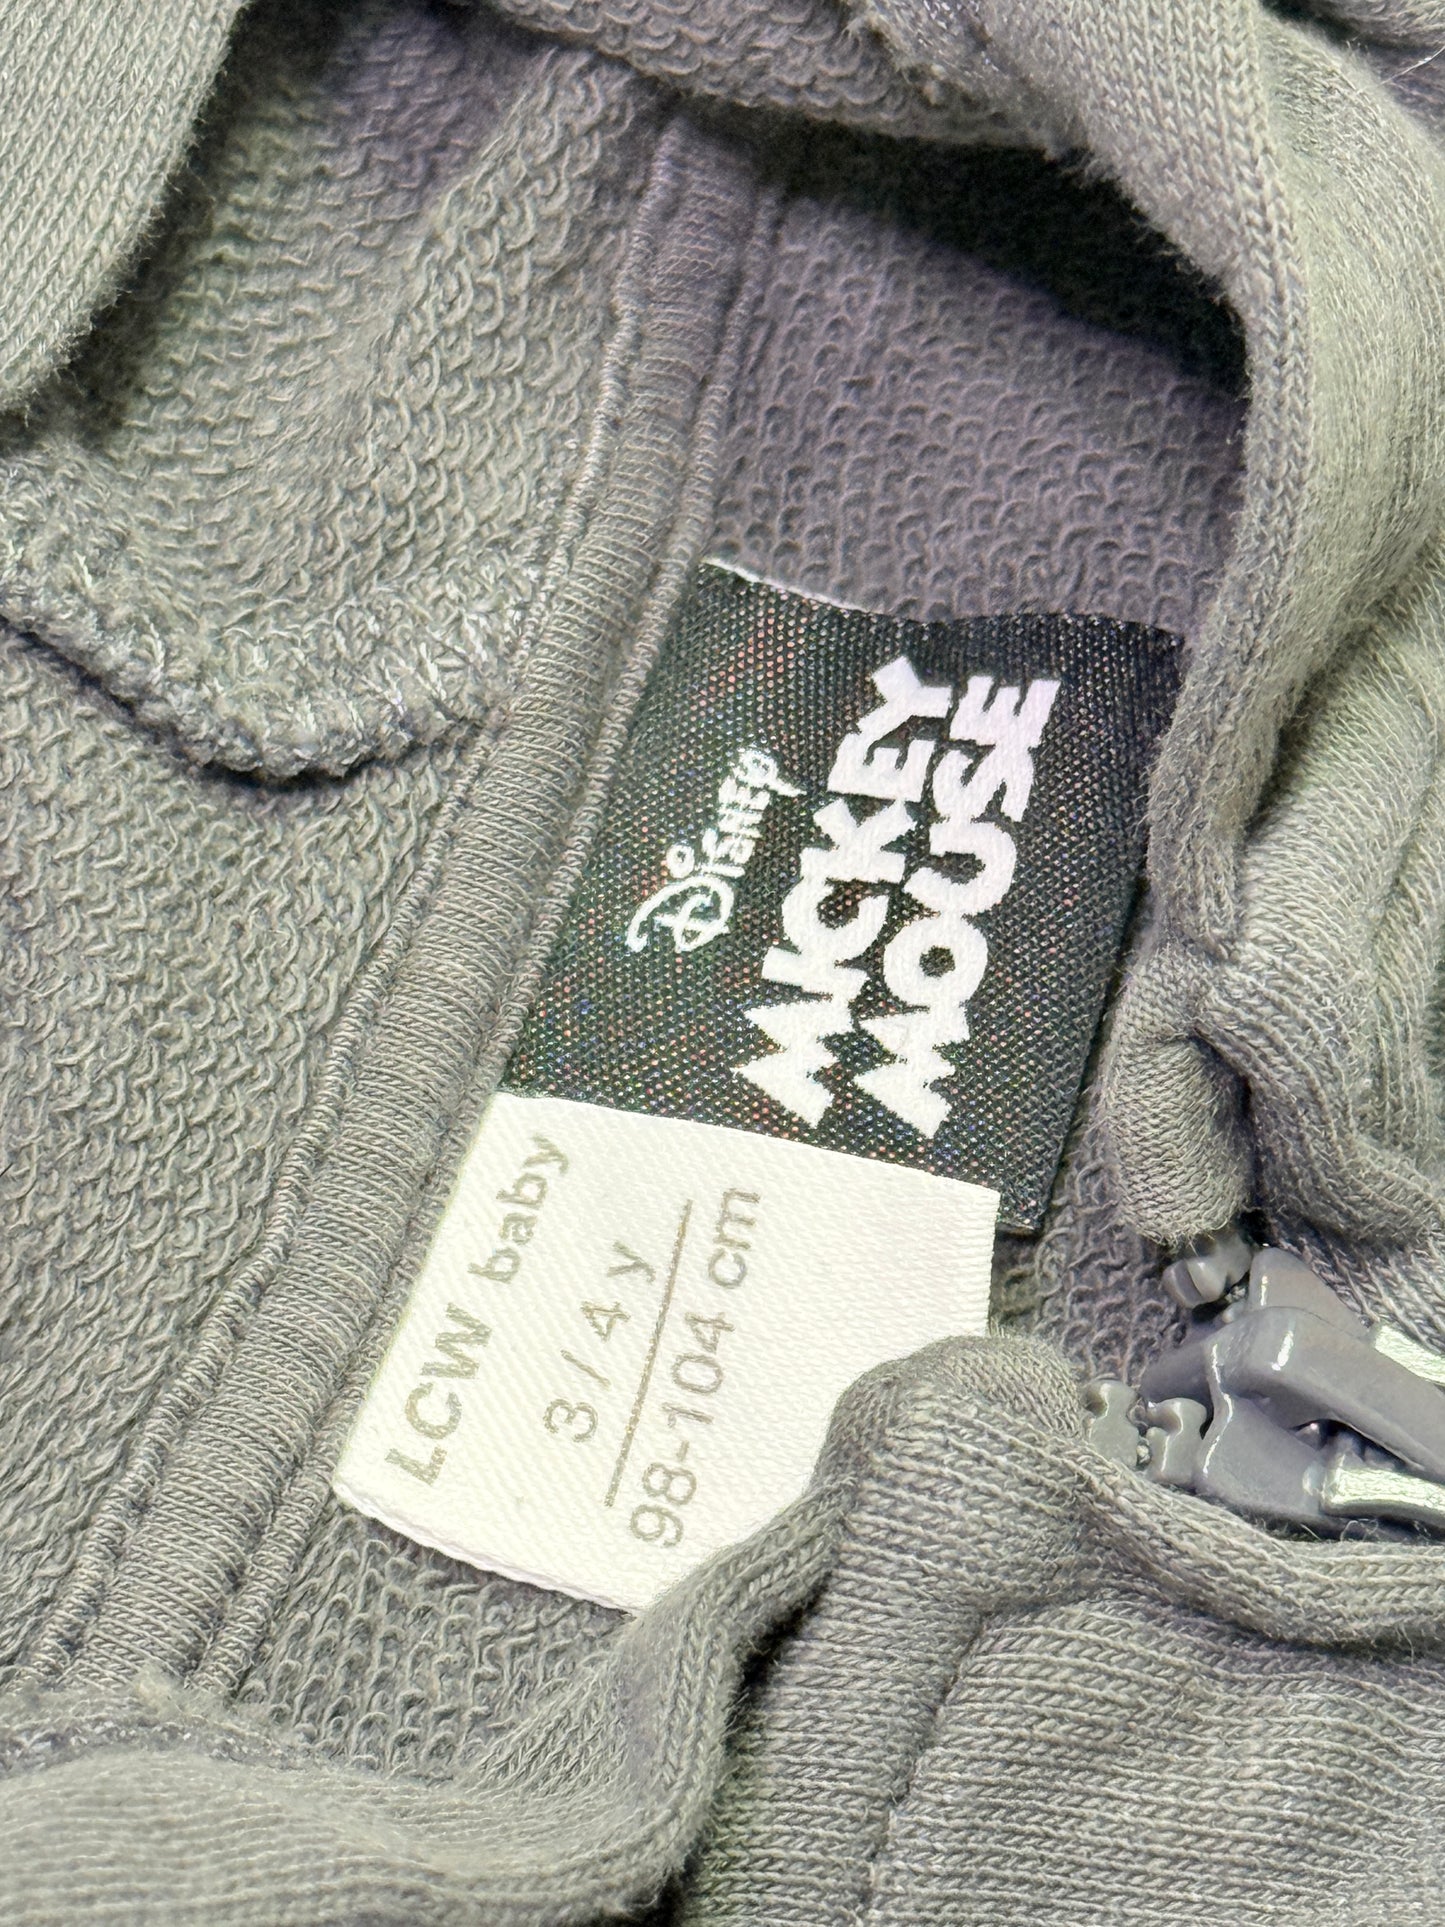 Disney
MICKEY
MOUSE
LCW baby
3 / 4 y
98-104 cm